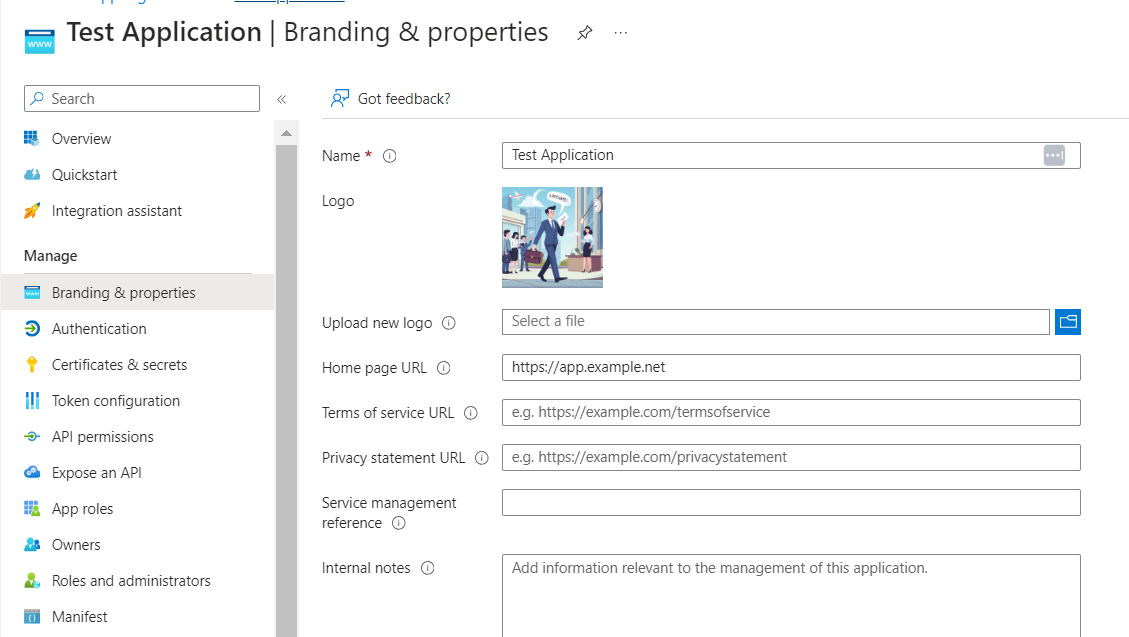 Test Application | Branding & properties
Search
Got feedback?
Overview
Quickstart
Integration assistant
Manage
Branding & properties
Authentication
Certificates & secrets
Token configuration
API permissions
Expose an API
App roles
Owners
Roles and administrators
Manifest
Name *
Test Application
Logo
Upload new logo
Select a file
Home page URL
https://app.example.net
Terms of service URL
e.g. https://example.com/termsofservice
Privacy statement URL
e.g. https://example.com/privacystatement
Service management
reference
Internal notes
Add information relevant to the management of this application.